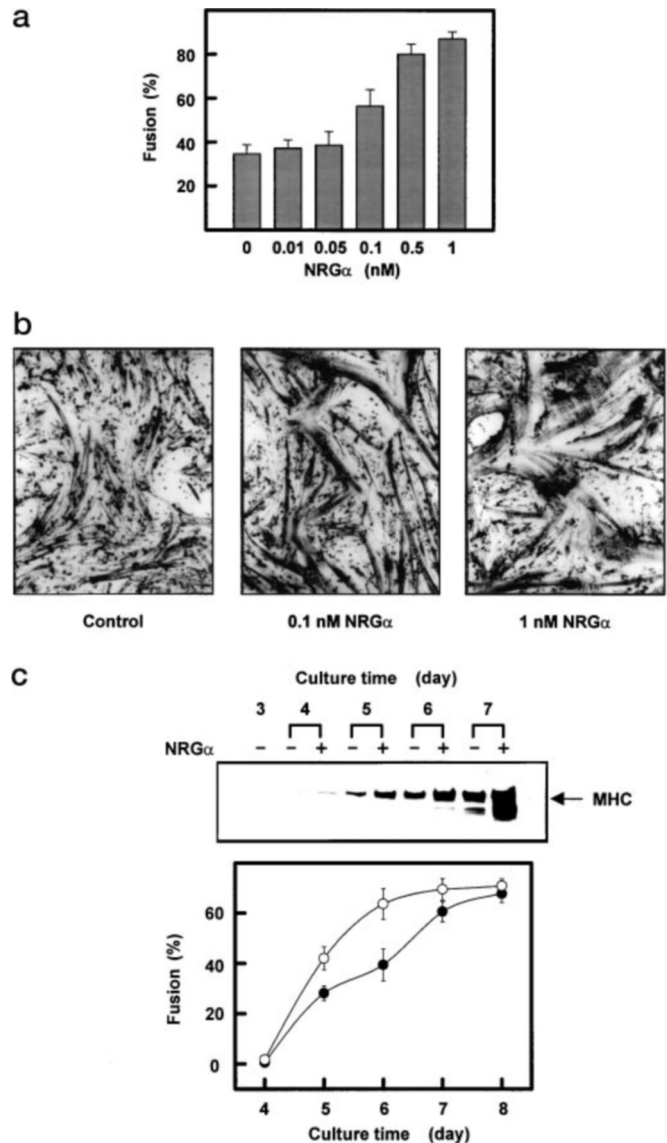 a
80
60
40
20
Fusion (%)
0 0.01 0.05 0.1 0.5 1
NRGα (nM)
b
Control 0.1 nM NRGα 1 nM NRGα
c
Culture time (day)
3 4 5 6 7
NRGα − − + − + − + − +
MHC
60
40
20
0
Fusion (%)
4 5 6 7 8
Culture time (day)